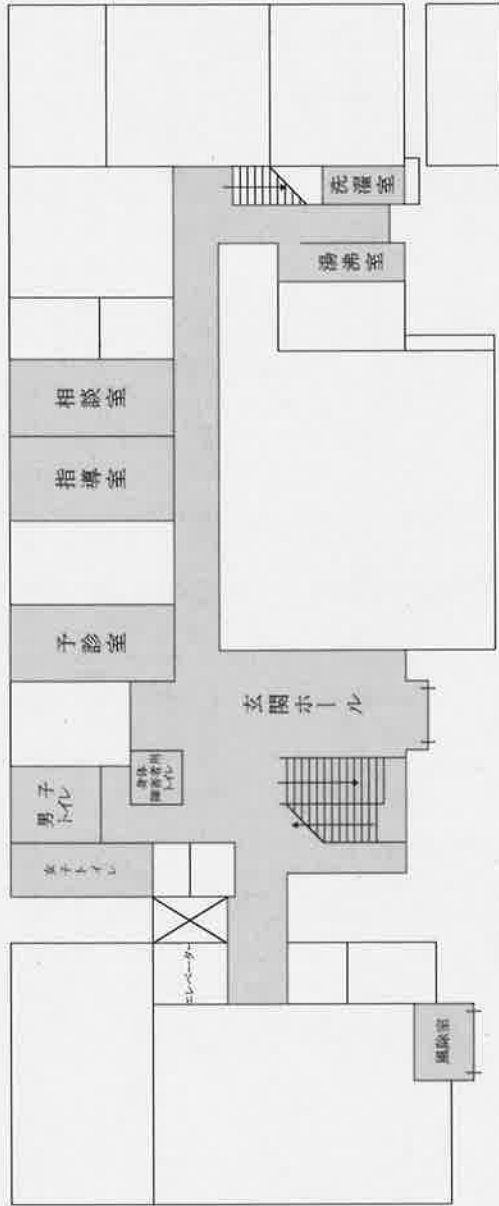 女子トイレ
男子
トイレ
予診室
指導室
相談室
エレベーター
身体
障害者用
トイレ
玄関ホール
風除室
湯沸室
洗濯室